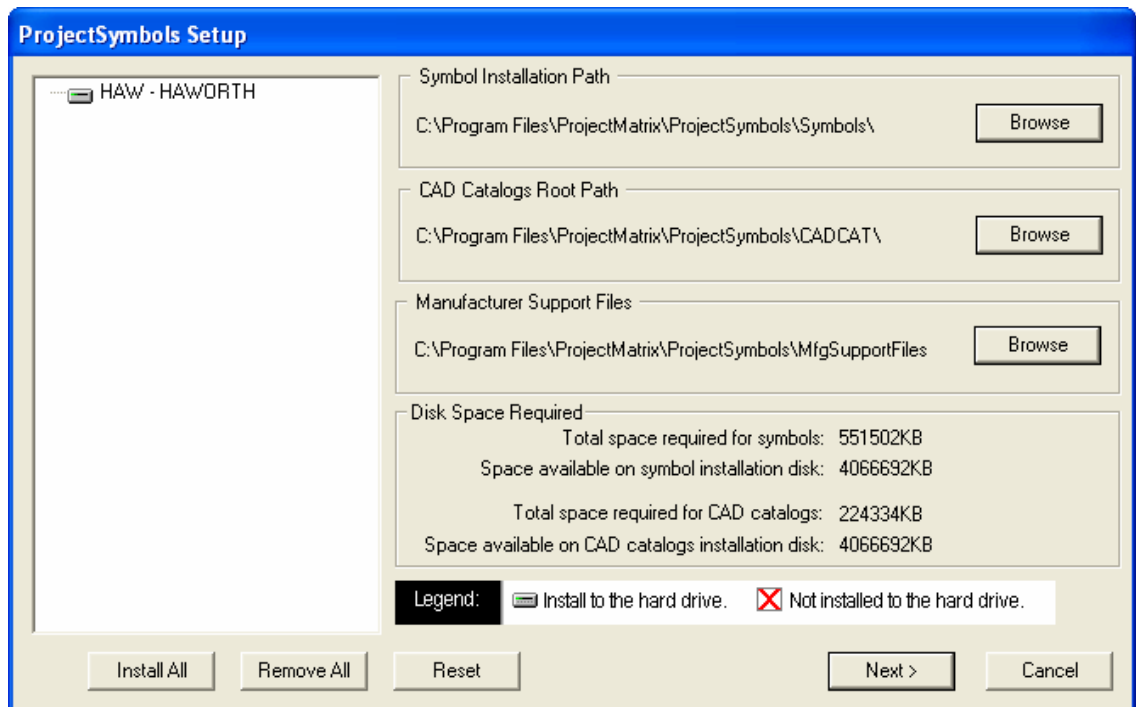 ProjectSymbols Setup
HAW - HAWORTH
Symbol Installation Path
C:\Program Files\ProjectMatrix\ProjectSymbols\Symbols\
Browse
CAD Catalogs Root Path
C:\Program Files\ProjectMatrix\ProjectSymbols\CADCAT\
Browse
Manufacturer Support Files
C:\Program Files\ProjectMatrix\ProjectSymbols\MfgSupportFiles
Browse
Disk Space Required
Total space required for symbols: 551502KB
Space available on symbol installation disk: 4066692KB
Total space required for CAD catalogs: 224334KB
Space available on CAD catalogs installation disk: 4066692KB
Legend: Install to the hard drive. Not installed to the hard drive.
Install All Remove All Reset Next > Cancel